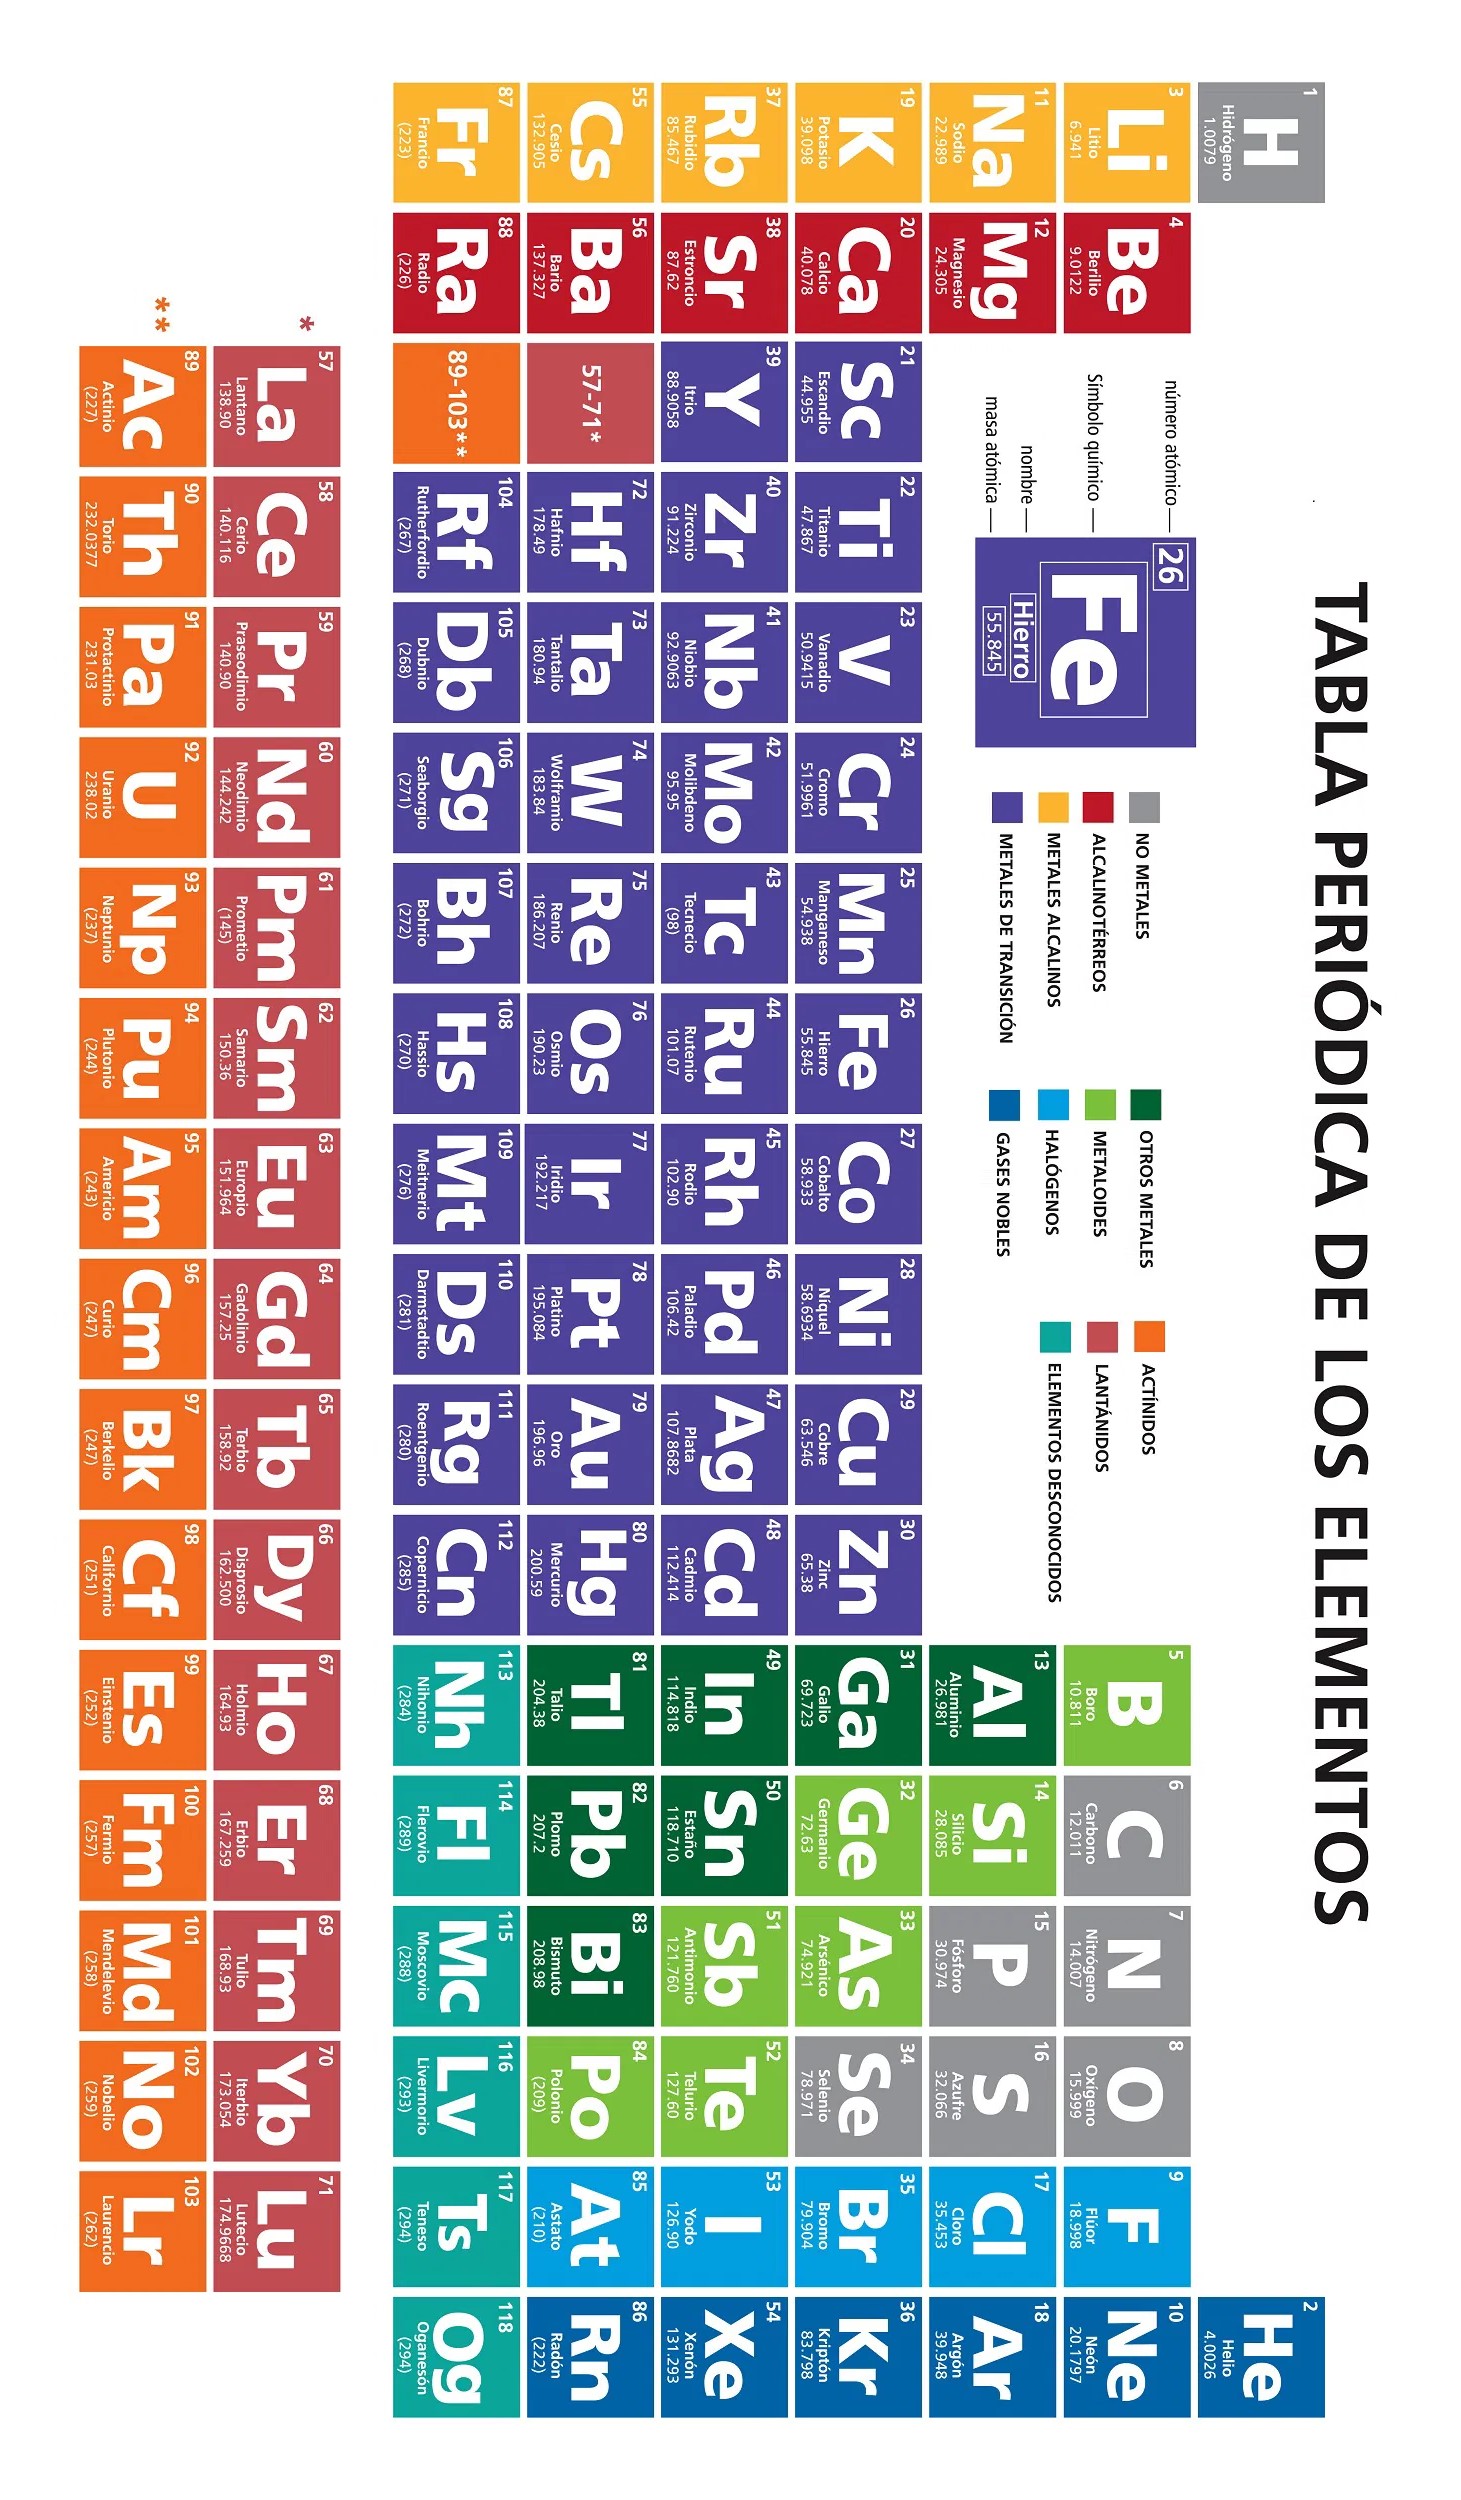 TABLA PERIÓDICA DE LOS ELEMENTOS
1
H
Hidrógeno
1.0079
2
He
Helio
4.0026
número atómico
Símbolo químico
nombre
masa atómica
26
Fe
Hierro
55.845
NO METALES
ALCALINOTÉRREOS
METALES ALCALINOS
METALES DE TRANSICIÓN
OTROS METALES
METALOIDES
HALÓGENOS
GASES NOBLES
ACTÍNIDOS
LANTÁNIDOS
ELEMENTOS DESCONOCIDOS
3
Li
Litio
6.941
4
Be
Berilio
9.0122
5
B
Boro
10.811
6
C
Carbono
12.011
7
N
Nitrógeno
14.007
8
O
Oxígeno
15.999
9
F
Flúor
18.998
10
Ne
Neón
20.1797
11
Na
Sodio
22.989
12
Mg
Magnesio
24.305
13
Al
Aluminio
26.981
14
Si
Silicio
28.085
15
P
Fósforo
30.974
16
S
Azufre
32.066
17
Cl
Cloro
35.453
18
Ar
Argón
39.948
19
K
Potasio
39.098
20
Ca
Calcio
40.078
21
Sc
Escandio
44.955
22
Ti
Titanio
47.867
23
V
Vanadio
50.9415
24
Cr
Cromo
51.9961
25
Mn
Manganeso
54.938
26
Fe
Hierro
55.845
27
Co
Cobalto
58.933
28
Ni
Níquel
58.6934
29
Cu
Cobre
63.546
30
Zn
Zinc
65.38
31
Ga
Galio
69.723
32
Ge
Germanio
72.63
33
As
Arsénico
74.921
34
Se
Selenio
78.971
35
Br
Bromo
79.904
36
Kr
Kriptón
83.798
37
Rb
Rubidio
85.467
38
Sr
Estroncio
87.62
39
Y
Itrio
88.9058
40
Zr
Zirconio
91.224
41
Nb
Niobio
92.9063
42
Mo
Molibdeno
95.95
43
Tc
Tecnecio
(98)
44
Ru
Rutenio
101.07
45
Rh
Rodio
102.90
46
Pd
Paladio
106.42
47
Ag
Plata
107.8682
48
Cd
Cadmio
112.414
49
In
Indio
114.818
50
Sn
Estaño
118.710
51
Sb
Antimonio
121.760
52
Te
Telurio
127.60
53
I
Yodo
126.90
54
Xe
Xenón
131.293
55
Cs
Cesio
132.905
56
Ba
Bario
137.327
57-71*
72
Hf
Hafnio
178.49
73
Ta
Tantalio
180.94
74
W
Wolframio
183.84
75
Re
Renio
186.207
76
Os
Osmio
190.23
77
Ir
Iridio
192.217
78
Pt
Platino
195.084
79
Au
Oro
196.96
80
Hg
Mercurio
200.59
81
Tl
Talio
204.38
82
Pb
Plomo
207.2
83
Bi
Bismuto
208.98
84
Po
Polonio
(209)
85
At
Astato
(210)
86
Rn
Radón
(222)
87
Fr
Francio
(223)
88
Ra
Radio
(226)
89-103**
104
Rf
Rutherfordio
(267)
105
Db
Dubnio
(268)
106
Sg
Seaborgio
(271)
107
Bh
Bohrio
(272)
108
Hs
Hassio
(270)
109
Mt
Meitnerio
(276)
110
Ds
Darmstadtio
(281)
111
Rg
Roentgenio
(280)
112
Cn
Copernicio
(285)
113
Nh
Nihonio
(284)
114
Fl
Flerovio
(289)
115
Mc
Moscovio
(288)
116
Lv
Livermorio
(293)
117
Ts
Teneso
(294)
118
Og
Oganesón
(294)
*
57
La
Lantano
138.90
58
Ce
Cerio
140.116
59
Pr
Praseodimio
140.90
60
Nd
Neodimio
144.242
61
Pm
Prometio
(145)
62
Sm
Samario
150.36
63
Eu
Europio
151.964
64
Gd
Gadolinio
157.25
65
Tb
Terbio
158.92
66
Dy
Disprosio
162.500
67
Ho
Holmio
164.93
68
Er
Erbio
167.259
69
Tm
Tulio
168.93
70
Yb
Iterbio
173.054
71
Lu
Lutecio
174.9668
**
89
Ac
Actinio
(227)
90
Th
Torio
232.0377
91
Pa
Protactinio
231.03
92
U
Uranio
238.02
93
Np
Neptunio
(237)
94
Pu
Plutonio
(244)
95
Am
Americio
(243)
96
Cm
Curio
(247)
97
Bk
Berkelio
(247)
98
Cf
Californio
(251)
99
Es
Einstenio
(252)
100
Fm
Fermio
(257)
101
Md
Mendelevio
(258)
102
No
Nobelio
(259)
103
Lr
Laurencio
(262)